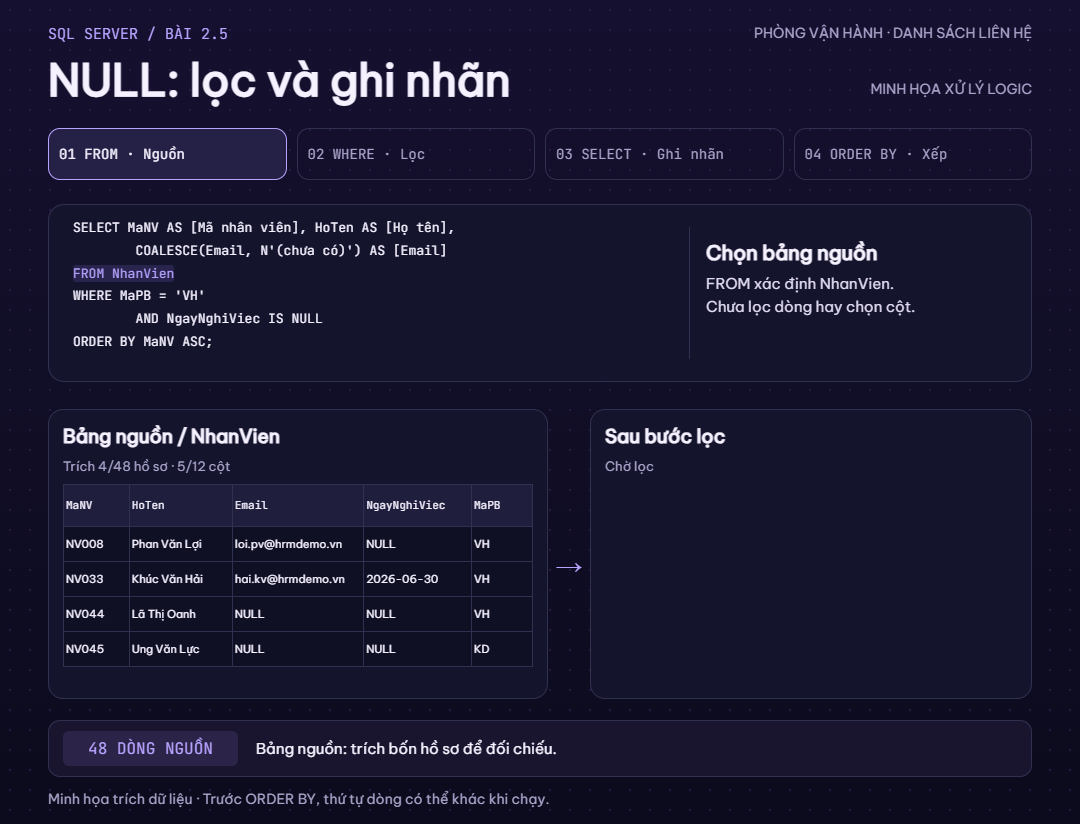 SQL SERVER / BÀI 2.5
PHÒNG VẬN HÀNH · DANH SÁCH LIÊN HỆ
NULL: lọc và ghi nhãn
MINH HỌA XỬ LÝ LOGIC
01 FROM · Nguồn
02 WHERE · Lọc
03 SELECT · Ghi nhãn
04 ORDER BY · Xếp
SELECT MaNV AS [Mã nhân viên], HoTen AS [Họ tên],
COALESCE(Email, N'(chưa có)') AS [Email]
FROM NhanVien
WHERE MaPB = 'VH'
AND NgayNghiViec IS NULL
ORDER BY MaNV ASC;
Chọn bảng nguồn
FROM xác định NhanVien.
Chưa lọc dòng hay chọn cột.
Bảng nguồn / NhanVien
Trích 4/48 hồ sơ · 5/12 cột
MaNV HoTen Email NgayNghiViec MaPB
NV008 Phan Văn Lợi loi.pv@hrmdemo.vn NULL VH
NV033 Khúc Văn Hải hai.kv@hrmdemo.vn 2026-06-30 VH
NV044 Lã Thị Oanh NULL NULL VH
NV045 Ung Văn Lực NULL NULL KD
→
Sau bước lọc
Chờ lọc
48 DÒNG NGUỒN
Bảng nguồn: trích bốn hồ sơ để đối chiếu.
Minh họa trích dữ liệu · Trước ORDER BY, thứ tự dòng có thể khác khi chạy.